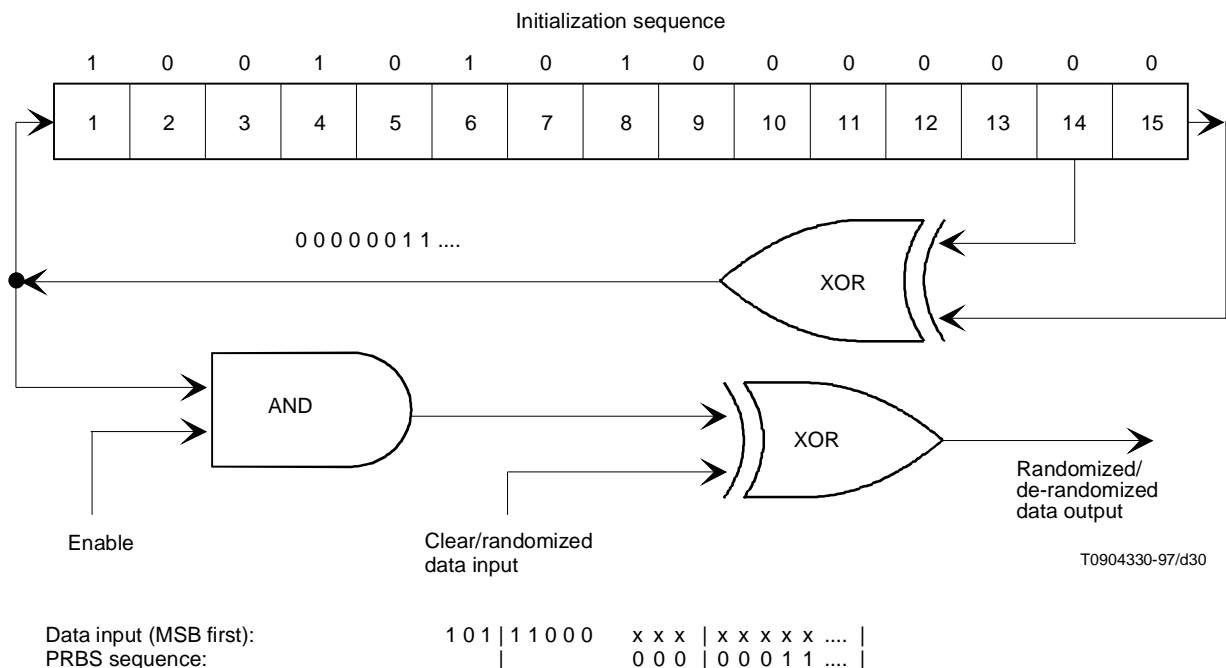 Initialization sequence
1 0 0 1 0 1 0 1 0 0 0 0 0 0 0
1 2 3 4 5 6 7 8 9 10 11 12 13 14 15
0 0 0 0 0 0 1 1 ....
XOR
AND
XOR
Enable
Clear/randomized
data input
Randomized/
de-randomized
data output
T0904330-97/d30
Data input (MSB first): 1 0 1 | 1 1 0 0 0 x x x | x x x x x .... |
PRBS sequence: | 0 0 0 | 0 0 0 1 1 .... |